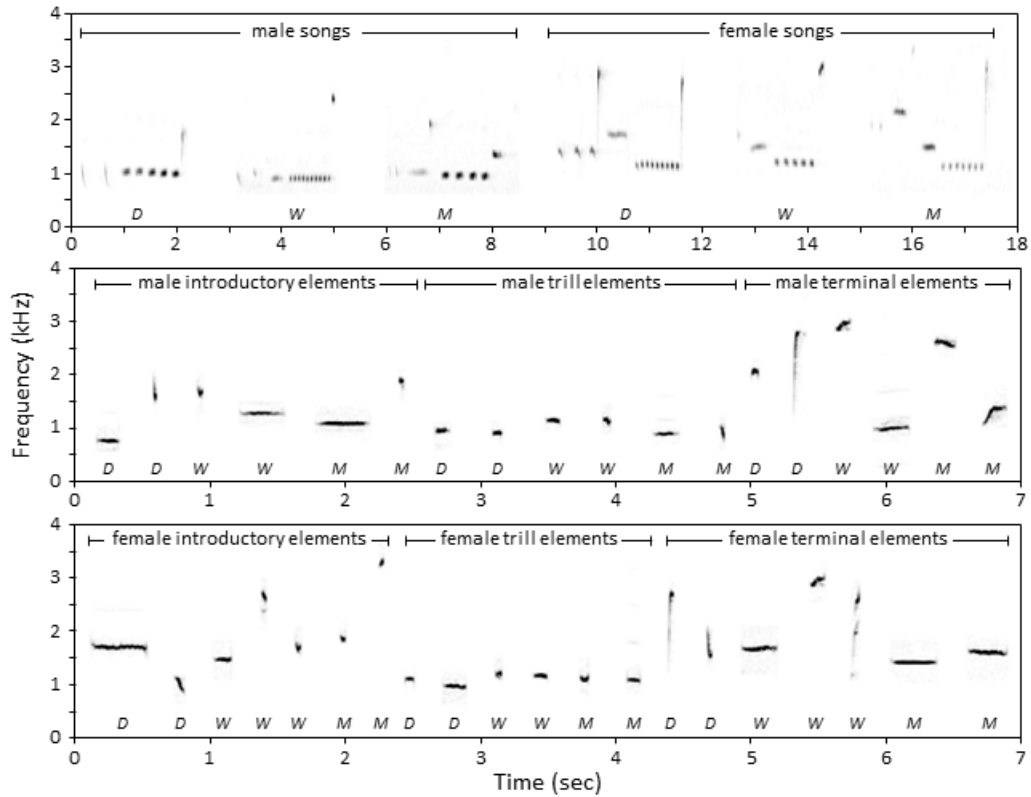 4
male songs
female songs
3
2
1
D W M D W M
0
0 2 4 6 8 10 12 14 16 18
4
male introductory elements
male trill elements
male terminal elements
3
2
1
D D W W M M D D W W M M D D W W M M
0
0 1 2 3 4 5 6 7
Frequency (kHz)
4
female introductory elements
female trill elements
female terminal elements
3
2
1
D D W W W M M D D W W M M D D W W W M M
0
0 1 2 3 4 5 6 7
Time (sec)